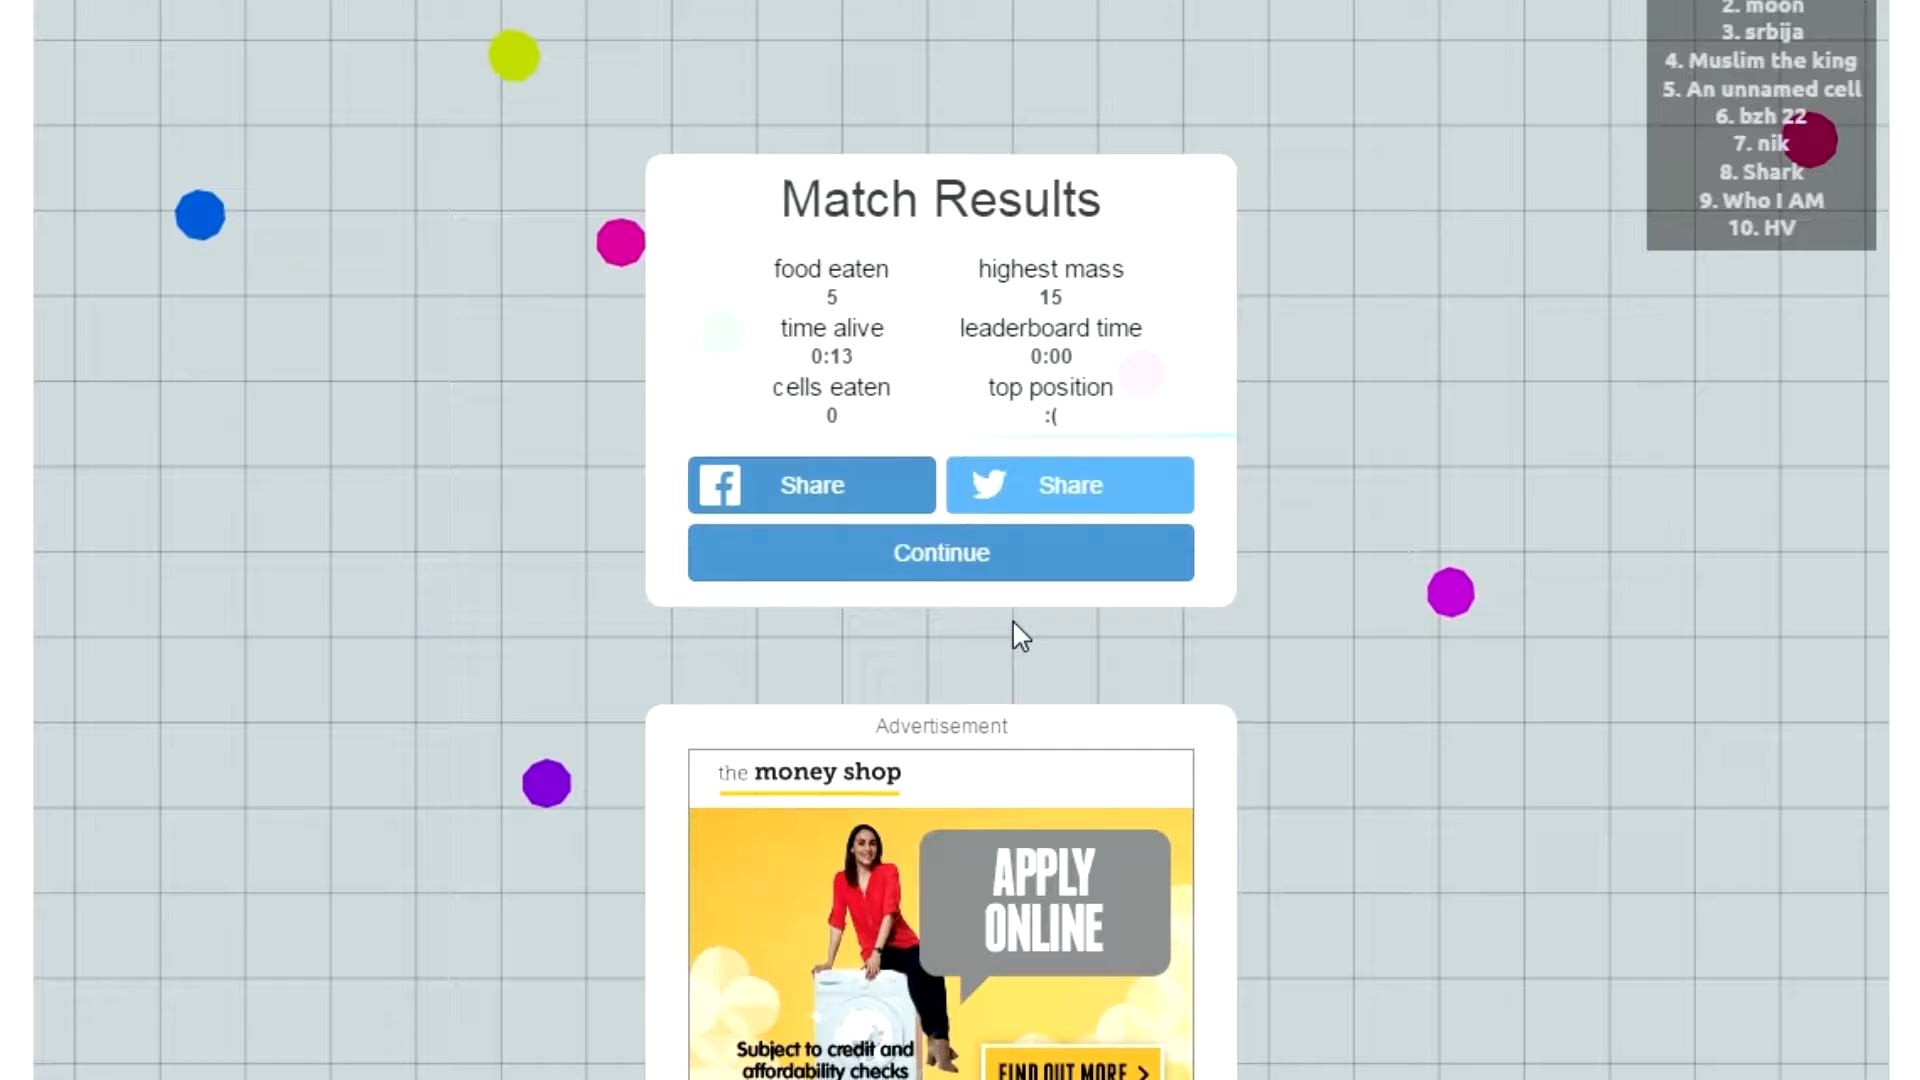 2. moon
3. srbija
4. Muslim the king
5. An unnamed cell
6. bzh 22
7. nik
8. Shark
9. Who I AM
10. HV
Match Results
food eaten
5
highest mass
15
time alive
0:13
leaderboard time
0:00
cells eaten
0
top position
:(
Share
Share
Continue
Advertisement
the money shop
APPLY
ONLINE
Subject to credit and
affordability checks
FIND OUT MORE >